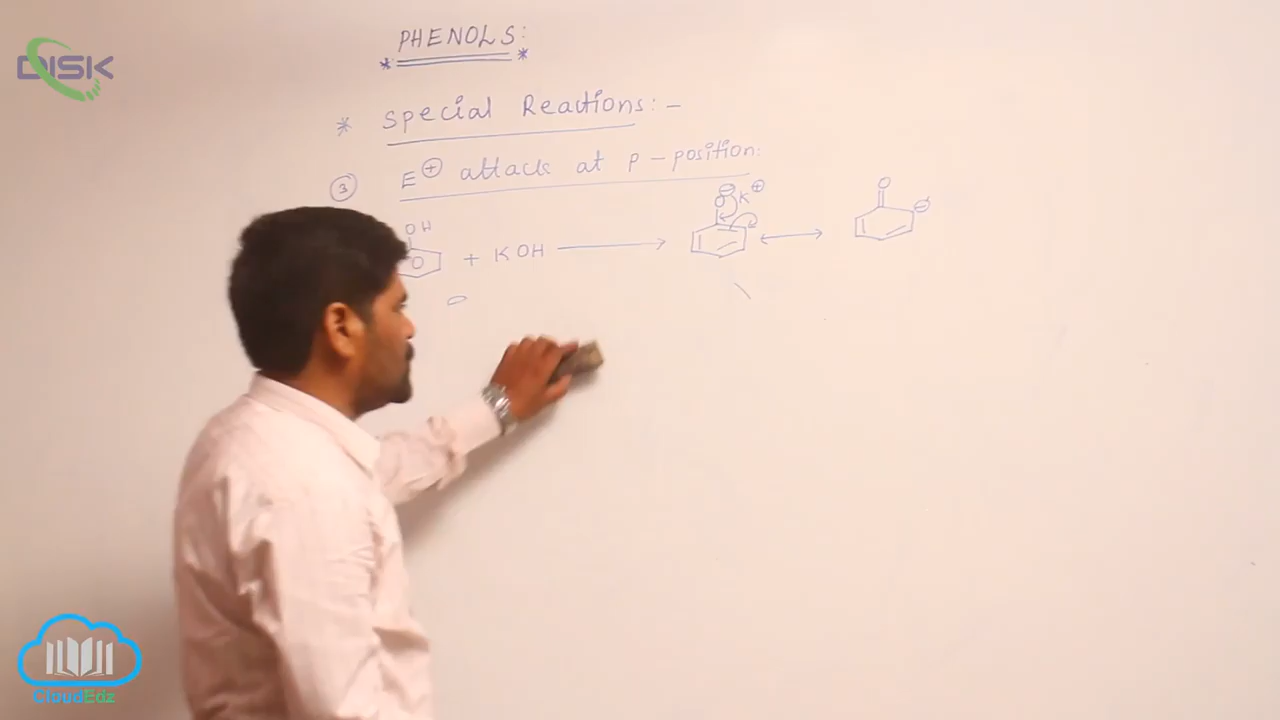 DISK
PHENOLS:
* *
* Special Reactions:-
③ E⊕ attack at p-position:
OH
O + KOH ⟶
⊖
O K⊕
⟷
O
⊖
CloudEdz